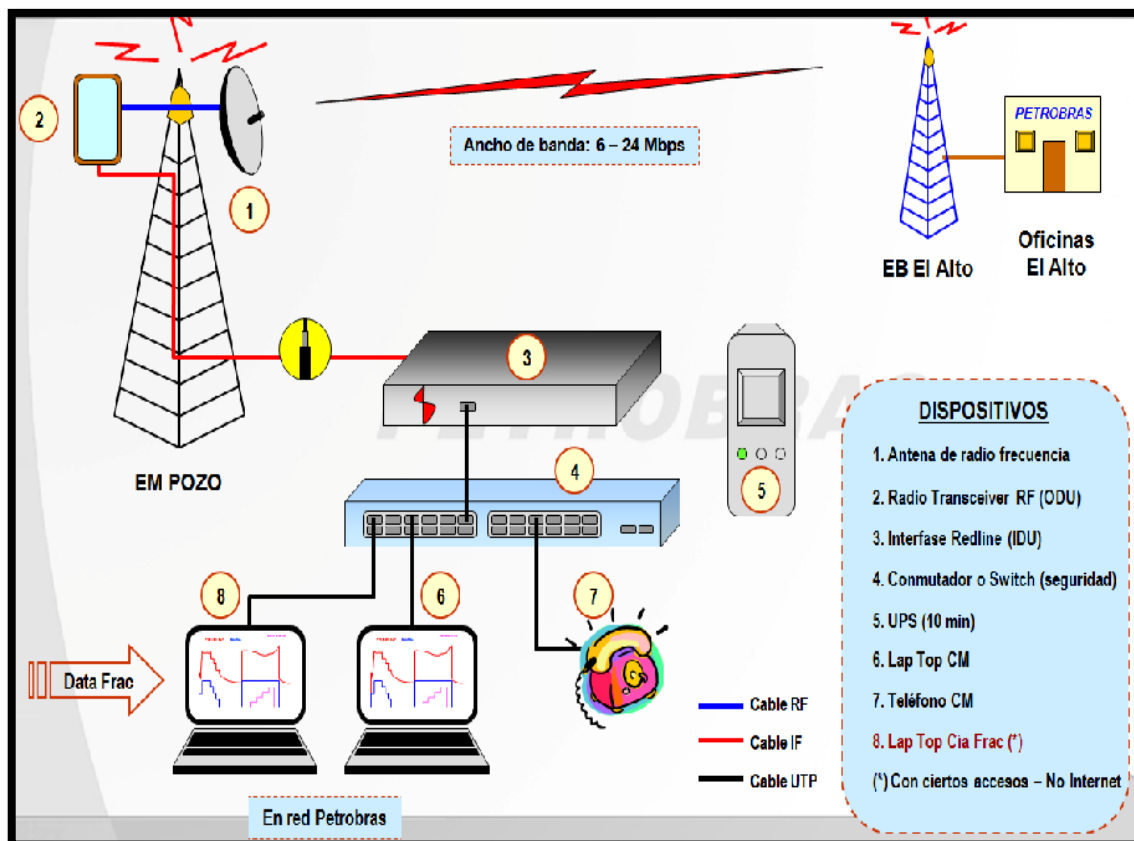 2
1
Ancho de banda: 6 – 24 Mbps
PETROBRAS
EB El Alto
Oficinas
El Alto
3
EM POZO
PETROBRAS
4
5
8
6
7
Data Frac
En red Petrobras
Cable RF
Cable IF
Cable UTP
DISPOSITIVOS
1. Antena de radio frecuencia
2. Radio Transceiver RF (ODU)
3. Interfase Redline (IDU)
4. Conmutador o Switch (seguridad)
5. UPS (10 min)
6. Lap Top CM
7. Teléfono CM
8. Lap Top Cia Frac (*)
(*) Con ciertos accesos – No Internet